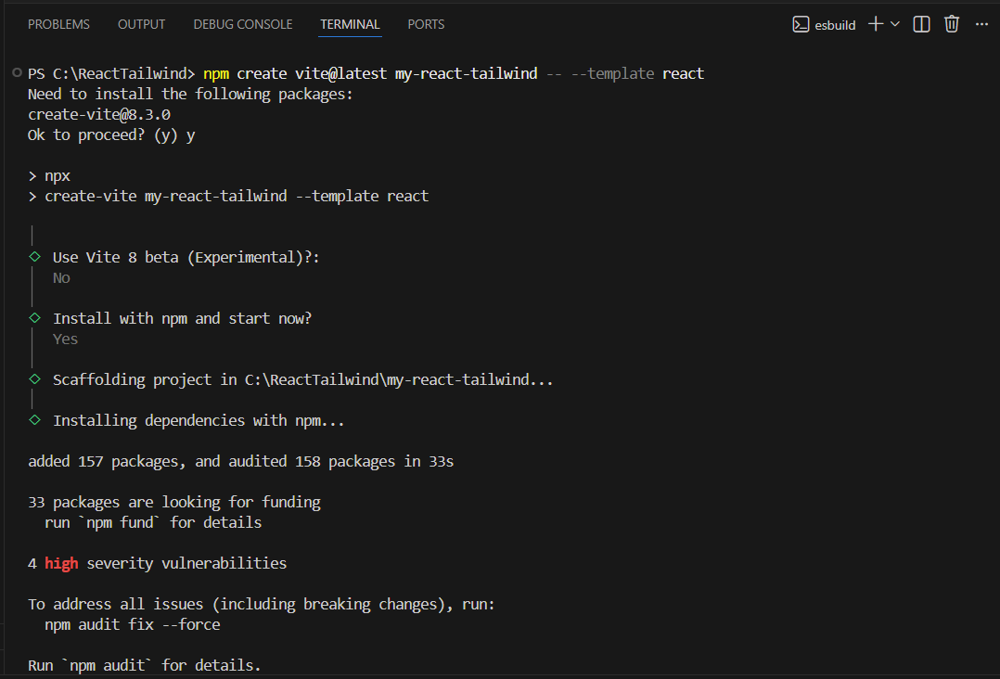 PROBLEMS OUTPUT DEBUG CONSOLE TERMINAL PORTS esbuild
PS C:\ReactTailwind> npm create vite@latest my-react-tailwind -- --template react
Need to install the following packages:
create-vite@8.3.0
Ok to proceed? (y) y
> npx
> create-vite my-react-tailwind --template react
Use Vite 8 beta (Experimental)?:
No
Install with npm and start now?
Yes
Scaffolding project in C:\ReactTailwind\my-react-tailwind...
Installing dependencies with npm...
added 157 packages, and audited 158 packages in 33s
33 packages are looking for funding
run `npm fund` for details
4 high severity vulnerabilities
To address all issues (including breaking changes), run:
npm audit fix --force
Run `npm audit` for details.